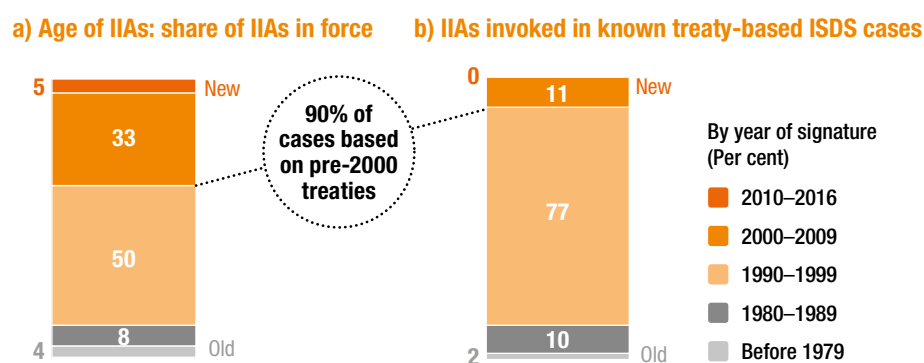 a) Age of IIAs: share of IIAs in force
5
New
33
50
8
4
Old
90% of
cases based
on pre-2000
treaties
b) IIAs invoked in known treaty-based ISDS cases
0
New
11
77
10
2
Old
By year of signature
(Per cent)
2010–2016
2000–2009
1990–1999
1980–1989
Before 1979